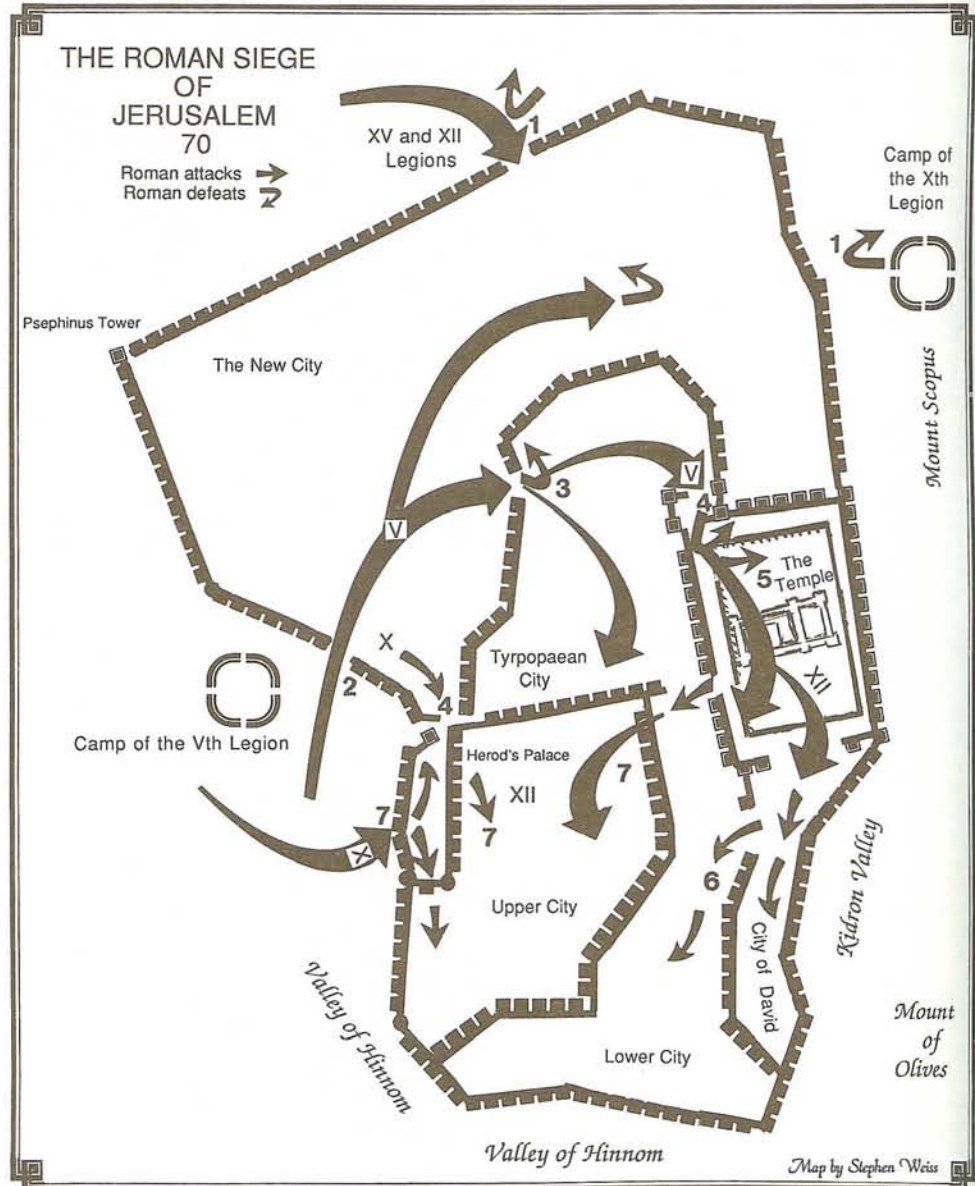 THE ROMAN SIEGE
OF
JERUSALEM
70
Roman attacks
Roman defeats
XV and XII
Legions
1
Camp of
the Xth
Legion
1
Psephinus Tower
The New City
Mount Scopus
V
3
V
4
5
The
Temple
XII
X
2
4
Tyrpopaean
City
Camp of the Vth Legion
Herod's Palace
XII
7
7
7
X
6
Upper City
City of David
Kidron Valley
Valley of Hinnom
Lower City
Mount
of
Olives
Valley of Hinnom
Map by Stephen Weiss